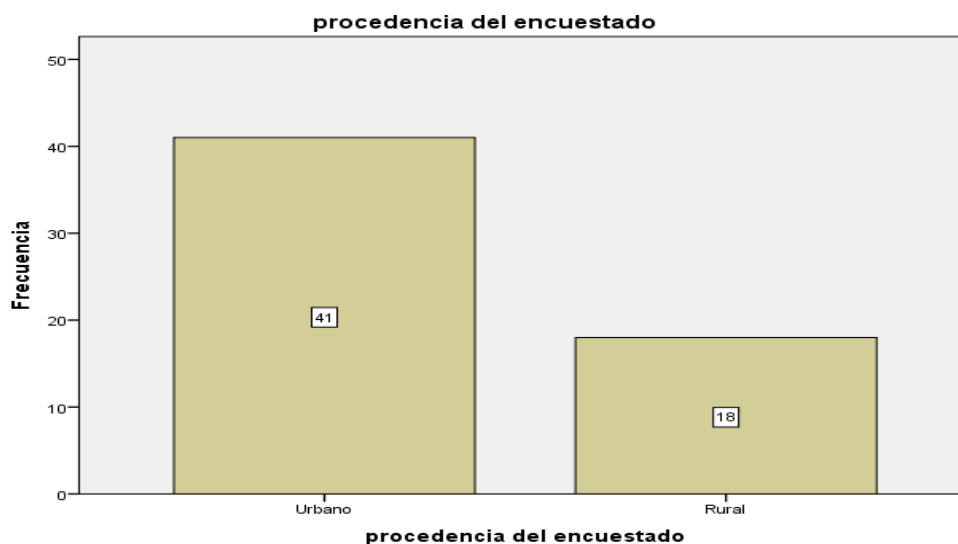 procedencia del encuestado
Frecuencia
50
40
30
20
10
0
41
18
Urbano
Rural
procedencia del encuestado